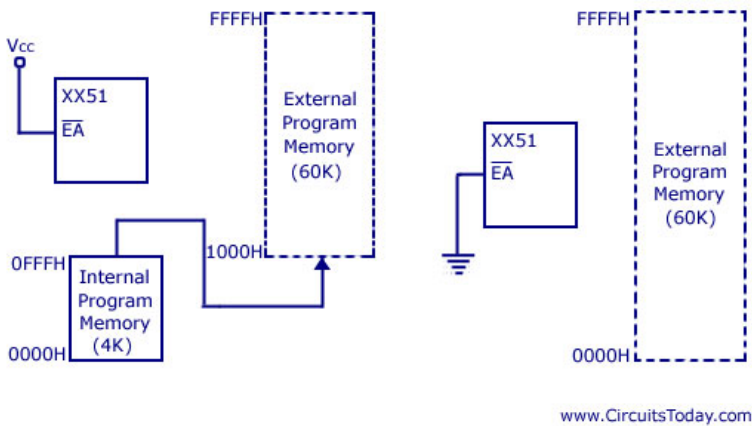 FFFFH
Vcc
XX51
EA
External
Program
Memory
(60K)
1000H
0FFFH
Internal
Program
Memory
(4K)
0000H
FFFFH
XX51
EA
External
Program
Memory
(60K)
0000H
www.CircuitsToday.com